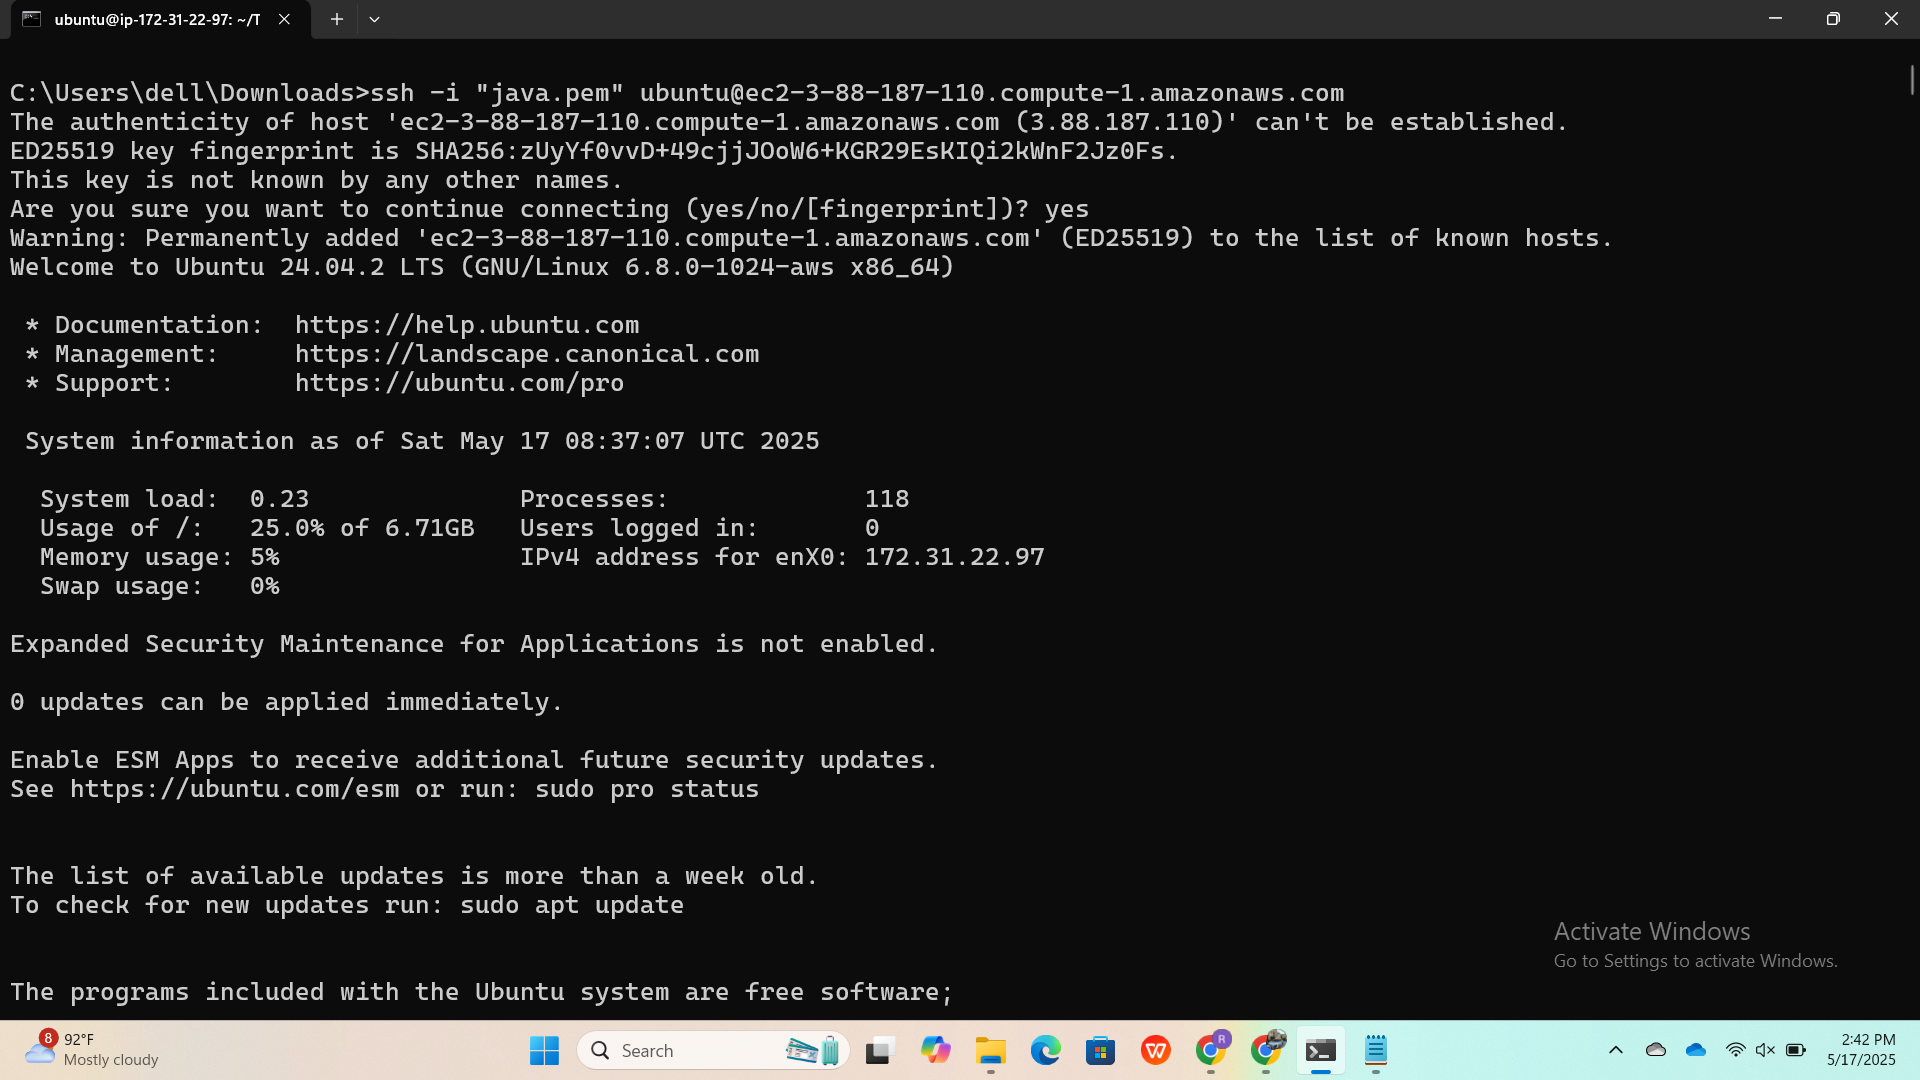 ubuntu@ip-172-31-22-97: ~/T
C:\Users\dell\Downloads>ssh -i "java.pem" ubuntu@ec2-3-88-187-110.compute-1.amazonaws.com
The authenticity of host 'ec2-3-88-187-110.compute-1.amazonaws.com (3.88.187.110)' can't be established.
ED25519 key fingerprint is SHA256:zUyYf0vvD+49cjjJOoW6+KGR29EsKIQi2kWnF2Jz0Fs.
This key is not known by any other names.
Are you sure you want to continue connecting (yes/no/[fingerprint])? yes
Warning: Permanently added 'ec2-3-88-187-110.compute-1.amazonaws.com' (ED25519) to the list of known hosts.
Welcome to Ubuntu 24.04.2 LTS (GNU/Linux 6.8.0-1024-aws x86_64)
* Documentation:  https://help.ubuntu.com
* Management:     https://landscape.canonical.com
* Support:        https://ubuntu.com/pro
System information as of Sat May 17 08:37:07 UTC 2025
System load:  0.23              Processes:             118
Usage of /:   25.0% of 6.71GB   Users logged in:       0
Memory usage: 5%                IPv4 address for enX0: 172.31.22.97
Swap usage:   0%
Expanded Security Maintenance for Applications is not enabled.
0 updates can be applied immediately.
Enable ESM Apps to receive additional future security updates.
See https://ubuntu.com/esm or run: sudo pro status
The list of available updates is more than a week old.
To check for new updates run: sudo apt update
The programs included with the Ubuntu system are free software;
Activate Windows
Go to Settings to activate Windows.
8
92°F
Mostly cloudy
Search
R
2:42 PM
5/17/2025